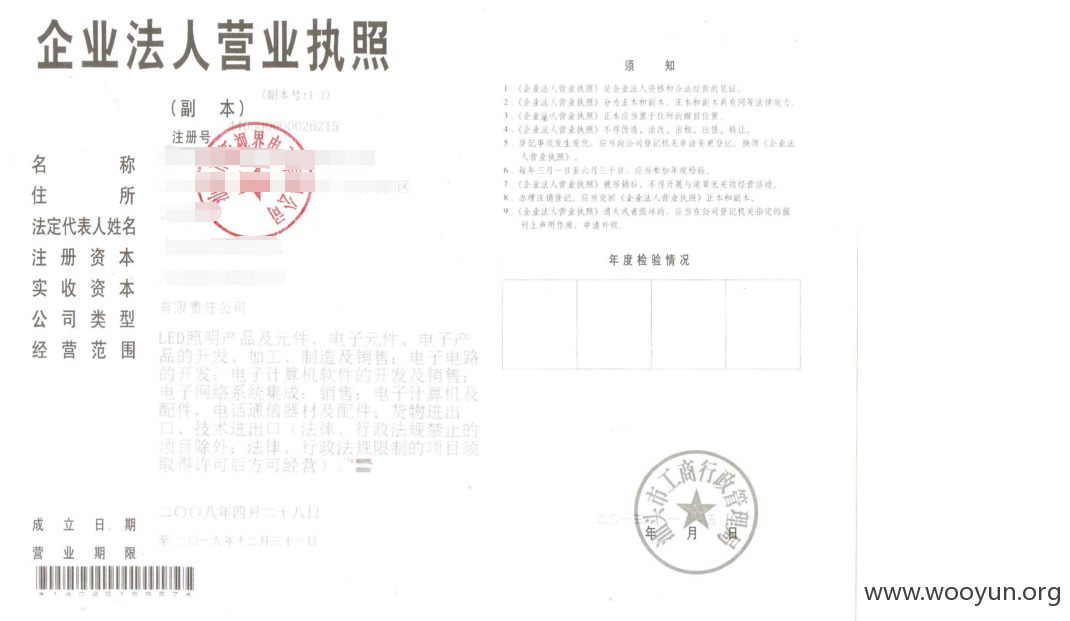 企业法人营业执照
(副 本)
(副本号:1-1)
注册号
名 称
住 所
法定代表人姓名
注 册 资 本
实 收 资 本
公 司 类 型
有限责任公司
经 营 范 围
LED照明产品及元件、电子元件、电子产
品的开发、加工、制造及销售；电子电路
的开发；电子计算机软件的开发及销售；
电子网络系统集成；销售：电子计算机及
配件，电话通信器材及配件；货物进出
口、技术进出口（法律、行政法规禁止的
项目除外；法律、行政法规限制的项目须
取得许可后方可经营）。
成 立 日 期
二〇〇八年四月二十八日
营 业 期 限
至 二〇一九年十二月三十一日
须 知
1．《企业法人营业执照》是企业法人资格和合法经营的凭证。
2．《企业法人营业执照》分为正本和副本，正本和副本具有同等法律效力。
3．《企业法人营业执照》正本应当置于住所的醒目位置。
4．《企业法人营业执照》不得伪造、涂改、出租、出借、转让。
5．登记事项发生变化，应当向公司登记机关申请变更登记，换领《企业法
人营业执照》。
6．每年三月一日至六月三十日，应当参加年度检验。
7．《企业法人营业执照》被吊销后，不得开展与清算无关的经营活动。
8．办理注销登记，应当交回《企业法人营业执照》正本和副本。
9．《企业法人营业执照》遗失或者毁坏的，应当在公司登记机关指定的报
刊上声明作废，申请补领。
年度检验情况
汕头市工商行政管理局
年 月 日
www.wooyun.org